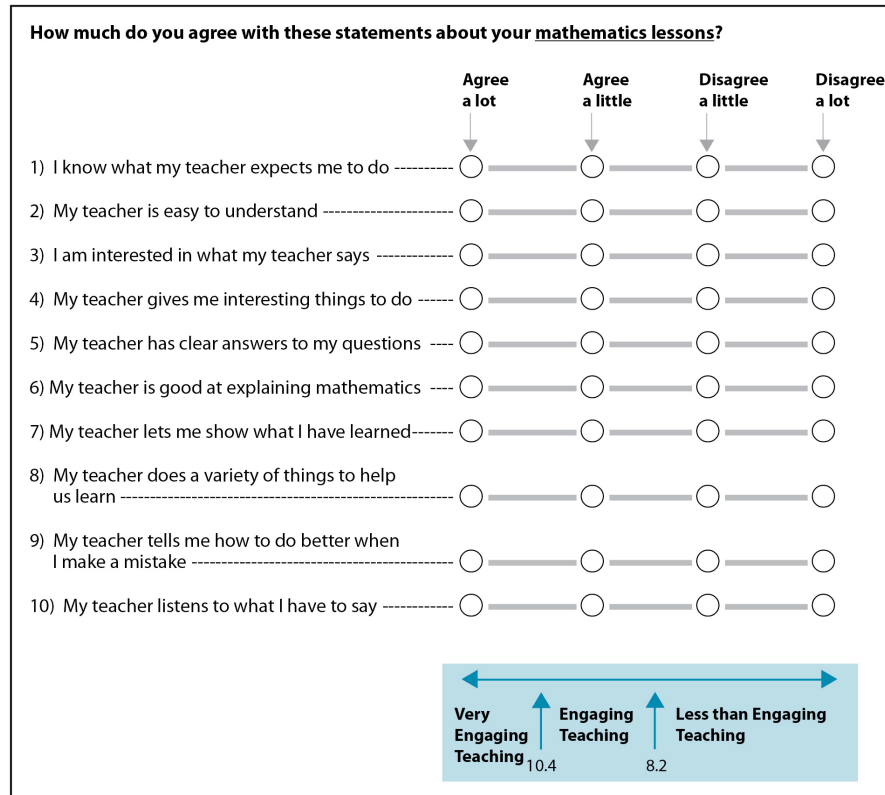 How much do you agree with these statements about your mathematics lessons?
Agree a lot
Agree a little
Disagree a little
Disagree a lot
1) I know what my teacher expects me to do ----------
2) My teacher is easy to understand ----------------------
3) I am interested in what my teacher says -------------
4) My teacher gives me interesting things to do ------
5) My teacher has clear answers to my questions ----
6) My teacher is good at explaining mathematics ----
7) My teacher lets me show what I have learned-------
8) My teacher does a variety of things to help
us learn --------------------------------------------------------
9) My teacher tells me how to do better when
I make a mistake --------------------------------------------
10) My teacher listens to what I have to say ------------
Very Engaging Teaching
10.4
Engaging Teaching
8.2
Less than Engaging Teaching